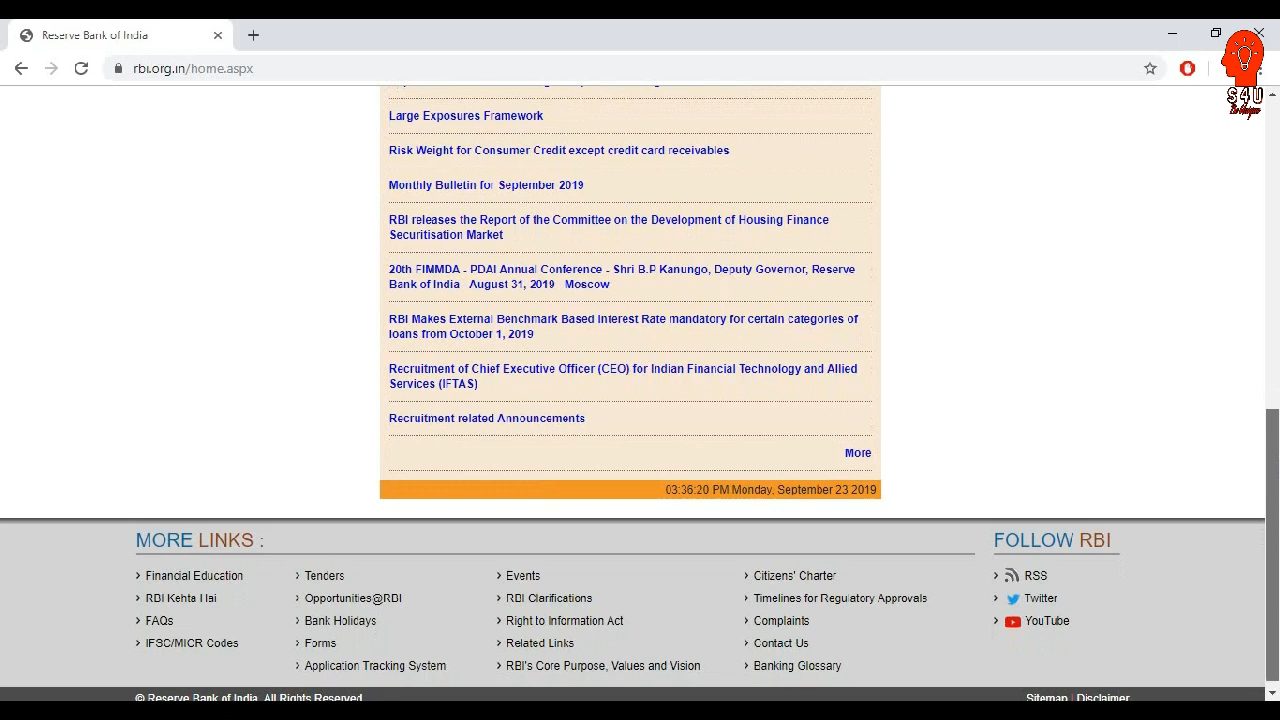 Reserve Bank of India
rbi.org.in/home.aspx
S4U
Be Unique
Large Exposures Framework
Risk Weight for Consumer Credit except credit card receivables
Monthly Bulletin for September 2019
RBI releases the Report of the Committee on the Development of Housing Finance
Securitisation Market
20th FIMMDA - PDAI Annual Conference - Shri B.P Kanungo, Deputy Governor, Reserve
Bank of India August 31, 2019 Moscow
RBI Makes External Benchmark Based Interest Rate mandatory for certain categories of
loans from October 1, 2019
Recruitment of Chief Executive Officer (CEO) for Indian Financial Technology and Allied
Services (IFTAS)
Recruitment related Announcements
More
03:36:20 PM Monday, September 23 2019
MORE LINKS :
FOLLOW RBI
Financial Education
Tenders
Events
Citizens' Charter
RSS
RBI Kehta Hai
Opportunities@RBI
RBI Clarifications
Timelines for Regulatory Approvals
Twitter
FAQs
Bank Holidays
Right to Information Act
Complaints
YouTube
IFSC/MICR Codes
Forms
Related Links
Contact Us
Application Tracking System
RBI's Core Purpose, Values and Vision
Banking Glossary
© Reserve Bank of India. All Rights Reserved
Sitemap | Disclaimer